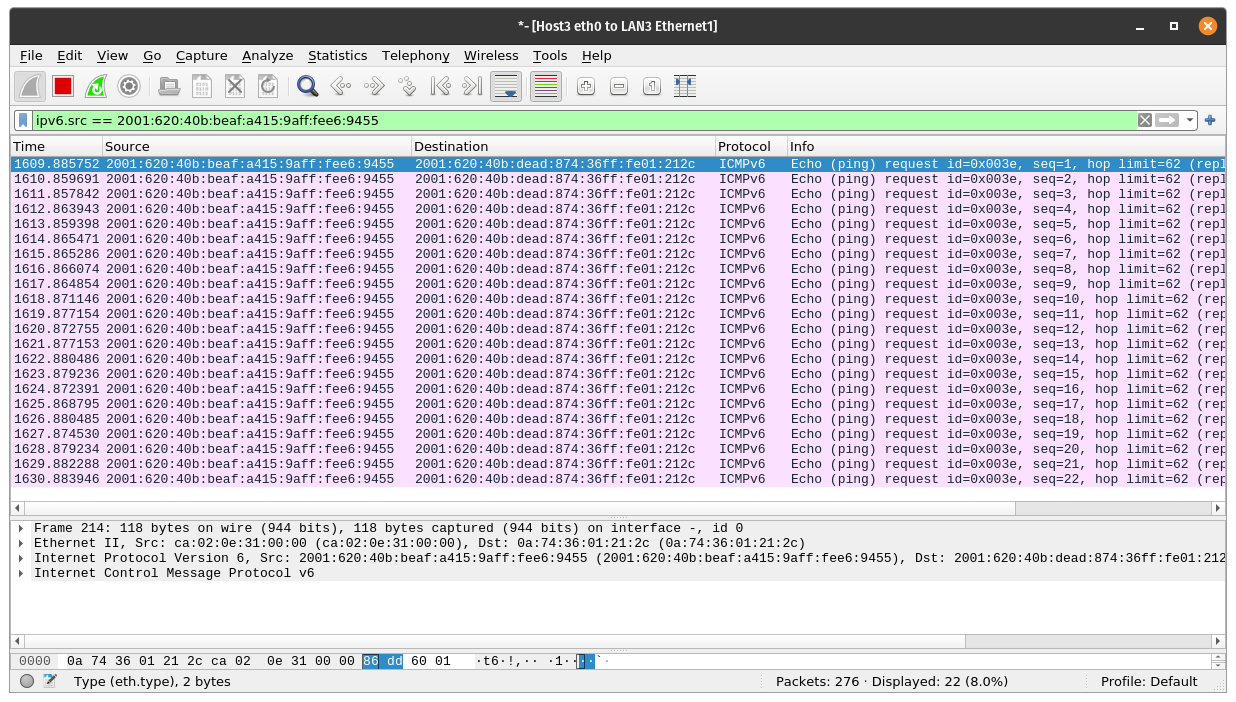 *- [Host3 eth0 to LAN3 Ethernet1]
File Edit View Go Capture Analyze Statistics Telephony Wireless Tools Help
ipv6.src == 2001:620:40b:beaf:a415:9aff:fee6:9455
Time Source Destination Protocol Info
1609.885752 2001:620:40b:beaf:a415:9aff:fee6:9455 2001:620:40b:dead:874:36ff:fe01:212c ICMPv6 Echo (ping) request id=0x003e, seq=1, hop limit=62 (repl
1610.859691 2001:620:40b:beaf:a415:9aff:fee6:9455 2001:620:40b:dead:874:36ff:fe01:212c ICMPv6 Echo (ping) request id=0x003e, seq=2, hop limit=62 (repl
1611.857842 2001:620:40b:beaf:a415:9aff:fee6:9455 2001:620:40b:dead:874:36ff:fe01:212c ICMPv6 Echo (ping) request id=0x003e, seq=3, hop limit=62 (repl
1612.863943 2001:620:40b:beaf:a415:9aff:fee6:9455 2001:620:40b:dead:874:36ff:fe01:212c ICMPv6 Echo (ping) request id=0x003e, seq=4, hop limit=62 (repl
1613.859398 2001:620:40b:beaf:a415:9aff:fee6:9455 2001:620:40b:dead:874:36ff:fe01:212c ICMPv6 Echo (ping) request id=0x003e, seq=5, hop limit=62 (repl
1614.865471 2001:620:40b:beaf:a415:9aff:fee6:9455 2001:620:40b:dead:874:36ff:fe01:212c ICMPv6 Echo (ping) request id=0x003e, seq=6, hop limit=62 (repl
1615.865286 2001:620:40b:beaf:a415:9aff:fee6:9455 2001:620:40b:dead:874:36ff:fe01:212c ICMPv6 Echo (ping) request id=0x003e, seq=7, hop limit=62 (repl
1616.866074 2001:620:40b:beaf:a415:9aff:fee6:9455 2001:620:40b:dead:874:36ff:fe01:212c ICMPv6 Echo (ping) request id=0x003e, seq=8, hop limit=62 (repl
1617.864854 2001:620:40b:beaf:a415:9aff:fee6:9455 2001:620:40b:dead:874:36ff:fe01:212c ICMPv6 Echo (ping) request id=0x003e, seq=9, hop limit=62 (repl
1618.871146 2001:620:40b:beaf:a415:9aff:fee6:9455 2001:620:40b:dead:874:36ff:fe01:212c ICMPv6 Echo (ping) request id=0x003e, seq=10, hop limit=62 (rep
1619.877154 2001:620:40b:beaf:a415:9aff:fee6:9455 2001:620:40b:dead:874:36ff:fe01:212c ICMPv6 Echo (ping) request id=0x003e, seq=11, hop limit=62 (rep
1620.872755 2001:620:40b:beaf:a415:9aff:fee6:9455 2001:620:40b:dead:874:36ff:fe01:212c ICMPv6 Echo (ping) request id=0x003e, seq=12, hop limit=62 (rep
1621.877153 2001:620:40b:beaf:a415:9aff:fee6:9455 2001:620:40b:dead:874:36ff:fe01:212c ICMPv6 Echo (ping) request id=0x003e, seq=13, hop limit=62 (rep
1622.880486 2001:620:40b:beaf:a415:9aff:fee6:9455 2001:620:40b:dead:874:36ff:fe01:212c ICMPv6 Echo (ping) request id=0x003e, seq=14, hop limit=62 (rep
1623.879236 2001:620:40b:beaf:a415:9aff:fee6:9455 2001:620:40b:dead:874:36ff:fe01:212c ICMPv6 Echo (ping) request id=0x003e, seq=15, hop limit=62 (rep
1624.872391 2001:620:40b:beaf:a415:9aff:fee6:9455 2001:620:40b:dead:874:36ff:fe01:212c ICMPv6 Echo (ping) request id=0x003e, seq=16, hop limit=62 (rep
1625.868795 2001:620:40b:beaf:a415:9aff:fee6:9455 2001:620:40b:dead:874:36ff:fe01:212c ICMPv6 Echo (ping) request id=0x003e, seq=17, hop limit=62 (rep
1626.880485 2001:620:40b:beaf:a415:9aff:fee6:9455 2001:620:40b:dead:874:36ff:fe01:212c ICMPv6 Echo (ping) request id=0x003e, seq=18, hop limit=62 (rep
1627.874530 2001:620:40b:beaf:a415:9aff:fee6:9455 2001:620:40b:dead:874:36ff:fe01:212c ICMPv6 Echo (ping) request id=0x003e, seq=19, hop limit=62 (rep
1628.879234 2001:620:40b:beaf:a415:9aff:fee6:9455 2001:620:40b:dead:874:36ff:fe01:212c ICMPv6 Echo (ping) request id=0x003e, seq=20, hop limit=62 (rep
1629.882288 2001:620:40b:beaf:a415:9aff:fee6:9455 2001:620:40b:dead:874:36ff:fe01:212c ICMPv6 Echo (ping) request id=0x003e, seq=21, hop limit=62 (rep
1630.883946 2001:620:40b:beaf:a415:9aff:fee6:9455 2001:620:40b:dead:874:36ff:fe01:212c ICMPv6 Echo (ping) request id=0x003e, seq=22, hop limit=62 (rep
Frame 214: 118 bytes on wire (944 bits), 118 bytes captured (944 bits) on interface -, id 0
Ethernet II, Src: ca:02:0e:31:00:00 (ca:02:0e:31:00:00), Dst: 0a:74:36:01:21:2c (0a:74:36:01:21:2c)
Internet Protocol Version 6, Src: 2001:620:40b:beaf:a415:9aff:fee6:9455 (2001:620:40b:beaf:a415:9aff:fee6:9455), Dst: 2001:620:40b:dead:874:36ff:fe01:212
Internet Control Message Protocol v6
0000 0a 74 36 01 21 2c ca 02 0e 31 00 00 86 dd 60 01 ·t6·!,·· ·1····`·
Type (eth.type), 2 bytes Packets: 276 · Displayed: 22 (8.0%) Profile: Default